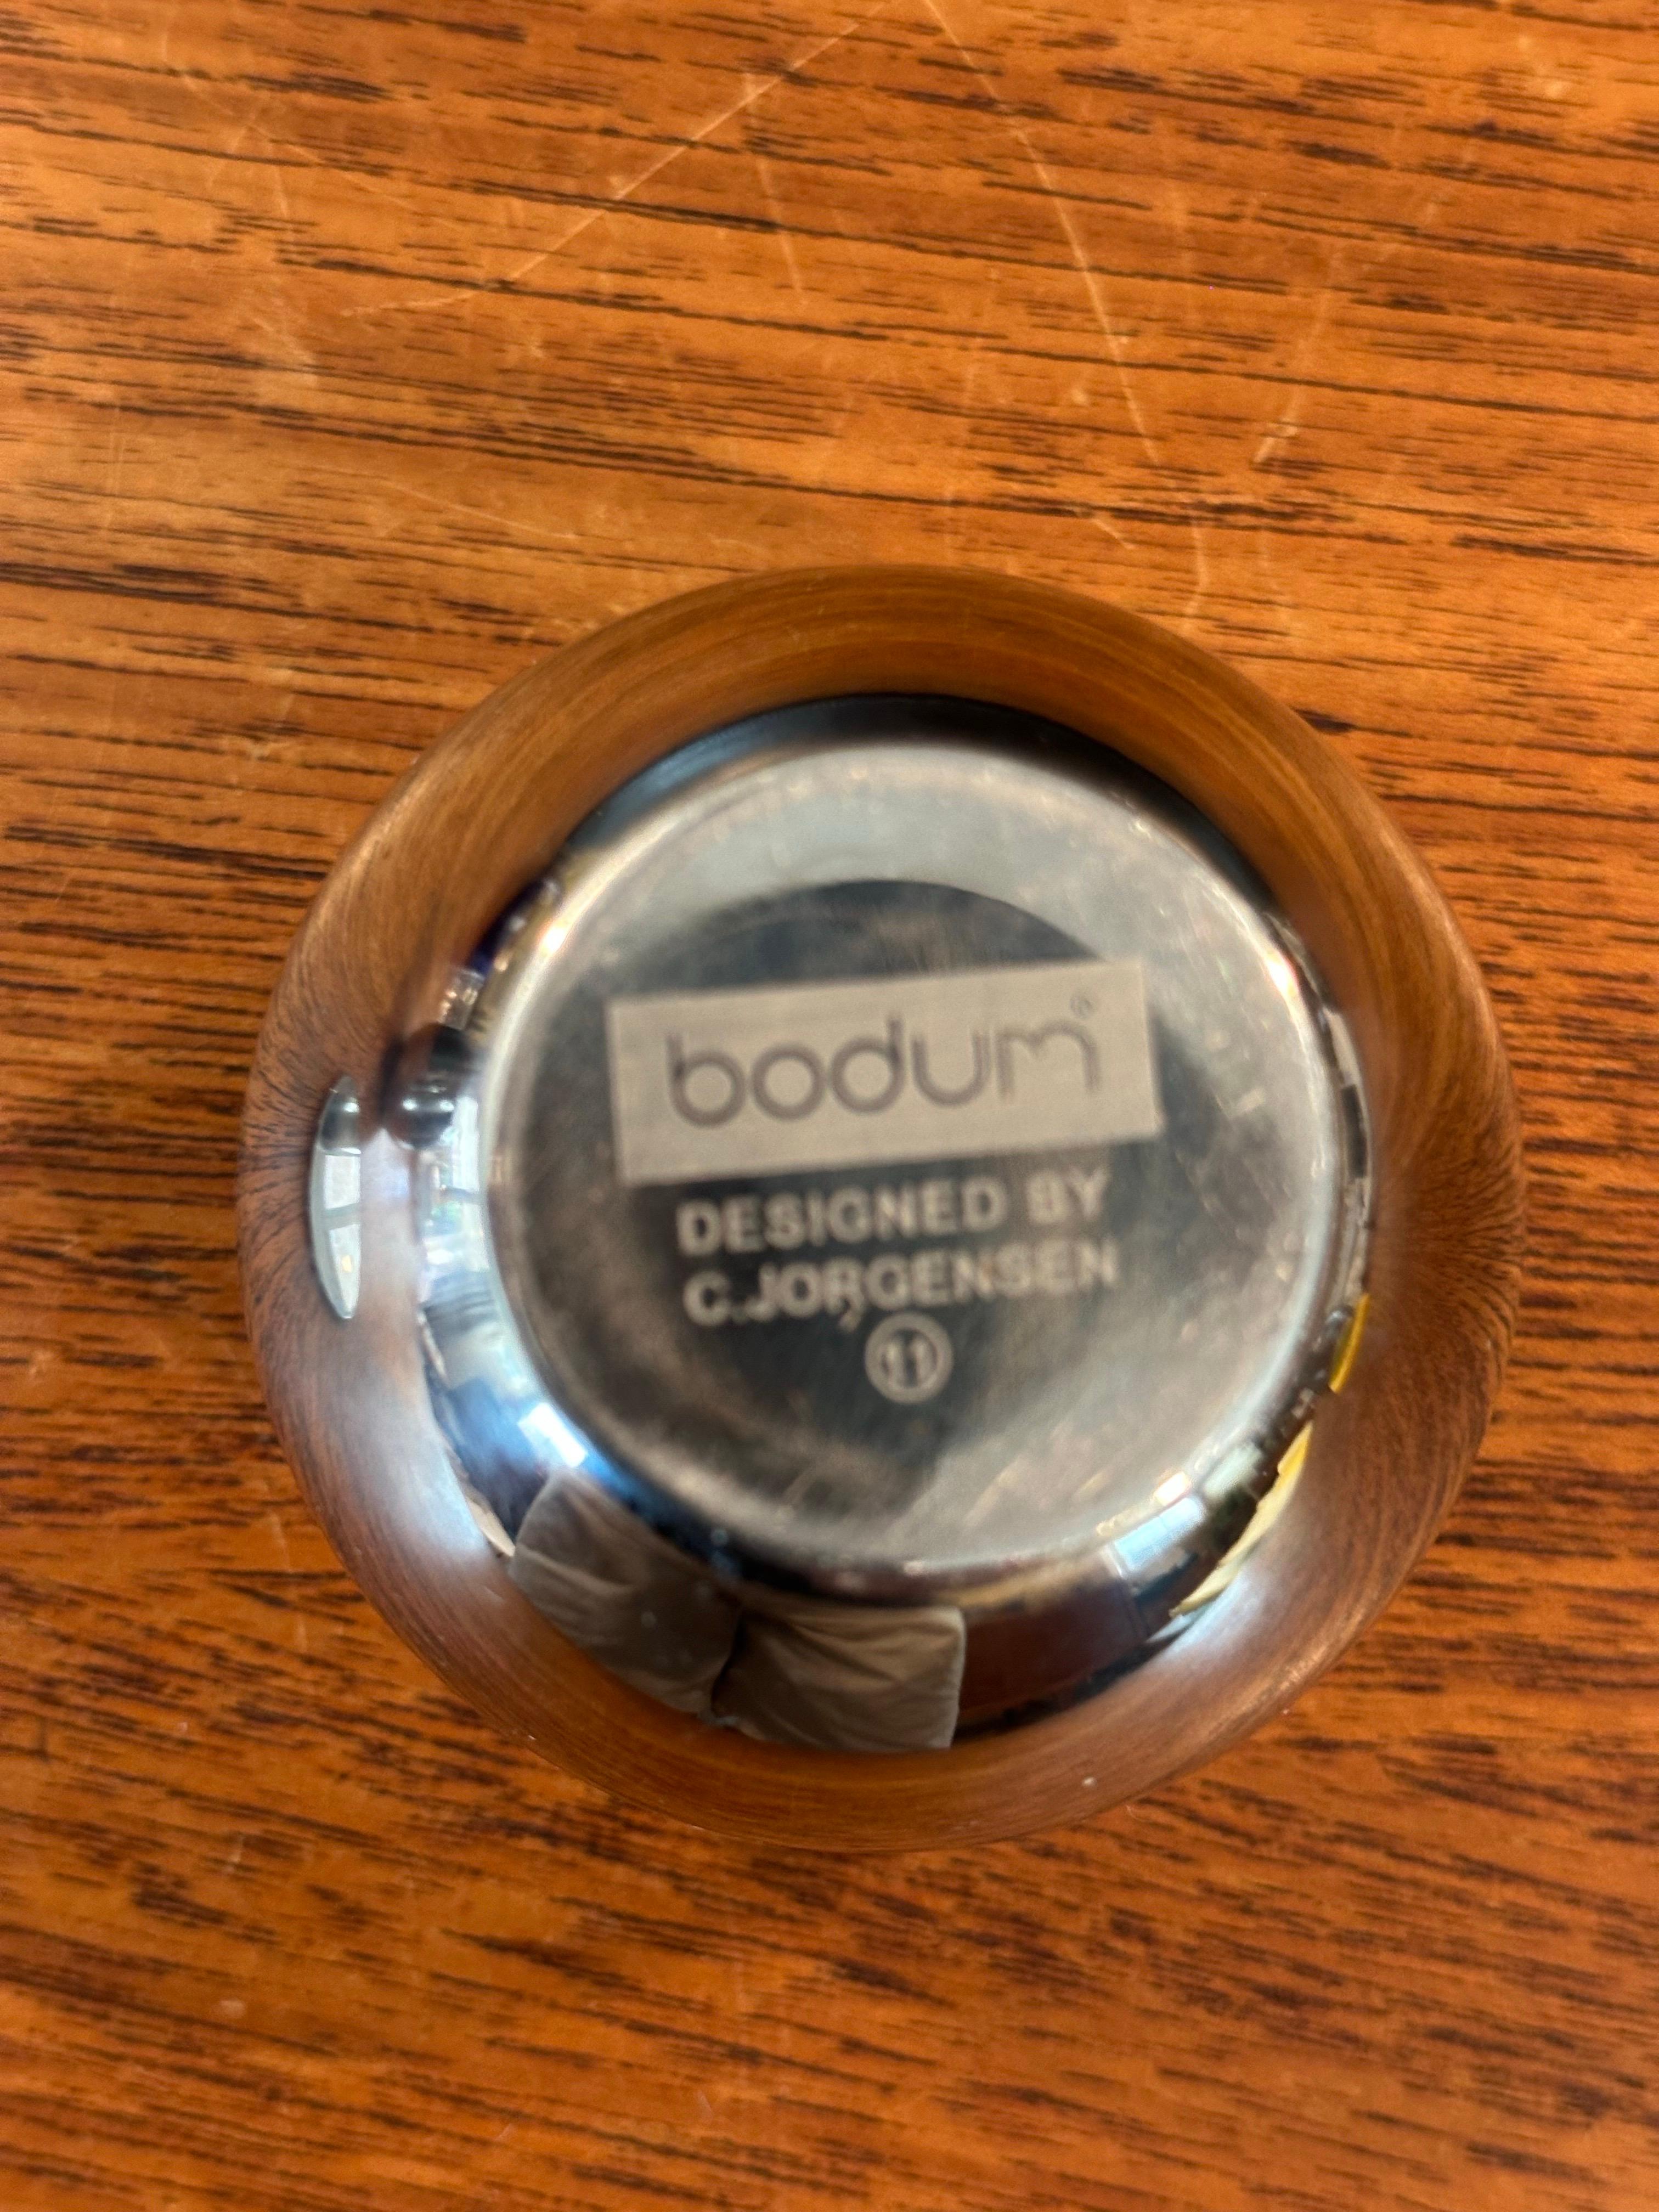 bodum®
DESIGNED BY
C.JORGENSEN
11